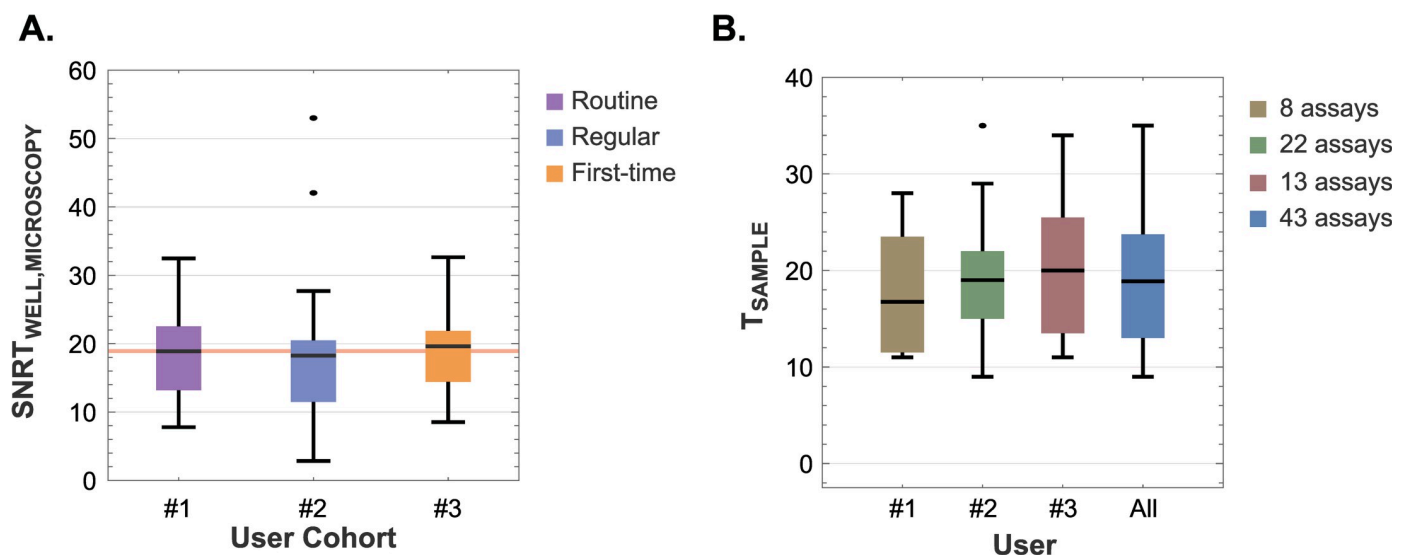 A.
SNRT WELL,MICROSCOPY
60
50
40
30
20
10
0
#1 #2 #3
User Cohort
Routine
Regular
First-time
B.
T SAMPLE
40
30
20
10
0
#1 #2 #3 All
User
8 assays
22 assays
13 assays
43 assays